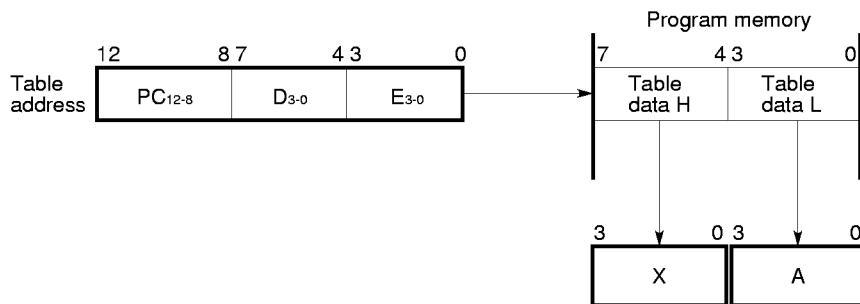 Program memory
12 8 7 4 3 0
7 4 3 0
Table address
PC12-8
D3-0
E3-0
Table data H
Table data L
3 0 3 0
X
A